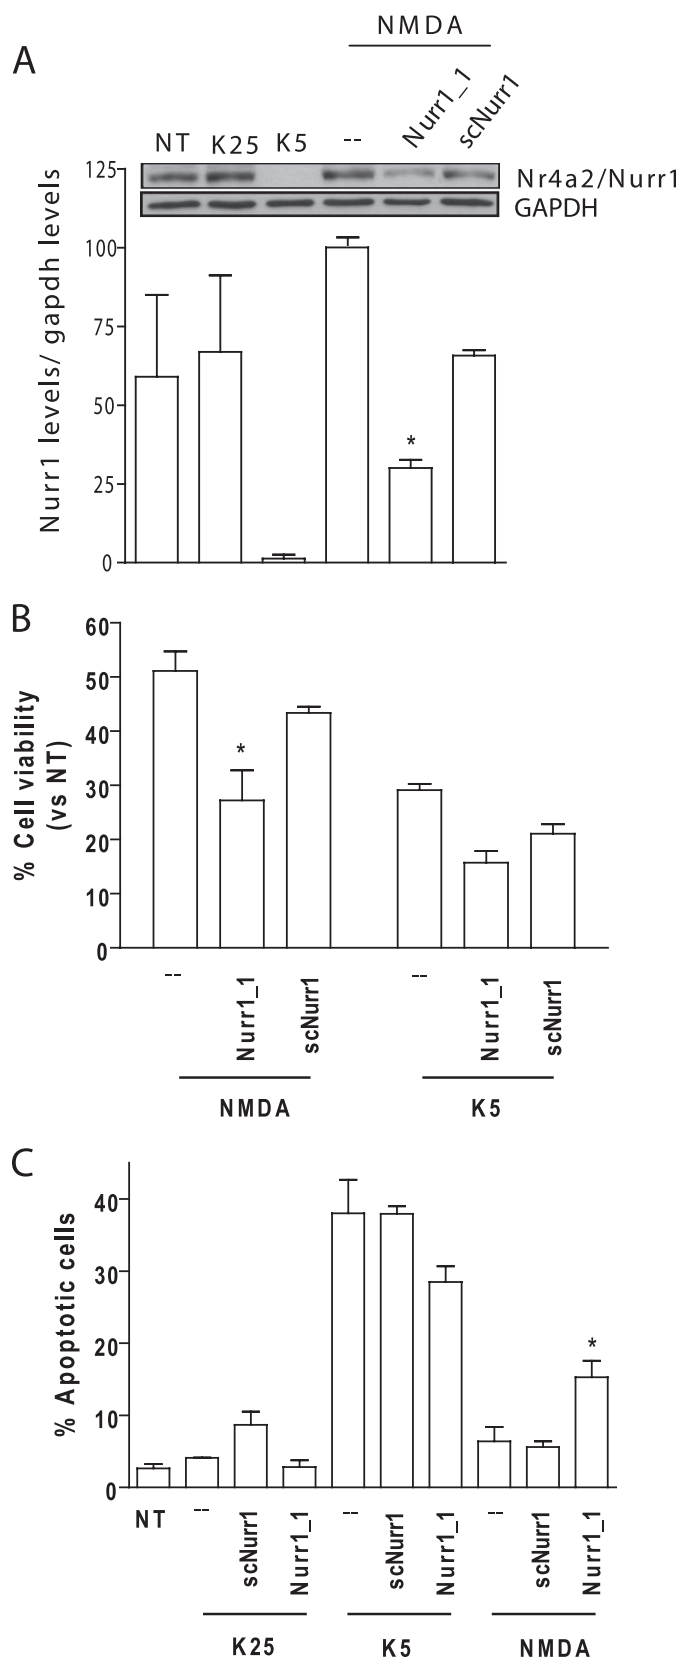 NMDA
A
NT K25 K5 -- Nurr1_1 scNurr1
Nr4a2/Nurr1
GAPDH
Nurr1 levels/ gapdh levels
125
100
75
50
25
0
*
B
% Cell viability
(vs NT)
60
50
40
30
20
10
0
*
-- Nurr1_1 scNurr1 -- Nurr1_1 scNurr1
NMDA K5
C
% Apoptotic cells
40
30
20
10
0
*
NT -- scNurr1 Nurr1_1 -- scNurr1 Nurr1_1 -- scNurr1 Nurr1_1
K25 K5 NMDA